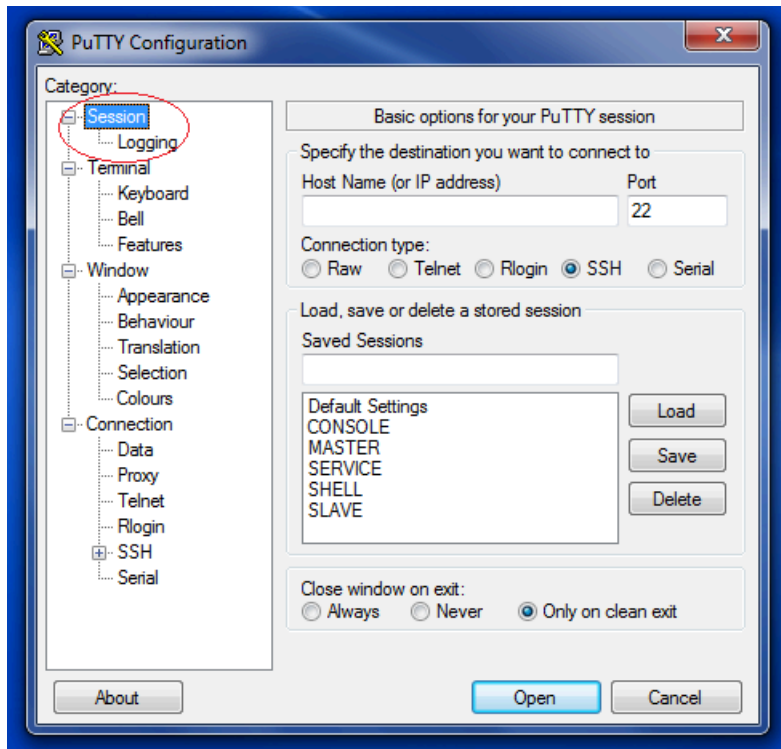 PuTTY Configuration
Category:
Session
Logging
Terminal
Keyboard
Bell
Features
Window
Appearance
Behaviour
Translation
Selection
Colours
Connection
Data
Proxy
Telnet
Rlogin
SSH
Serial
Basic options for your PuTTY session
Specify the destination you want to connect to
Host Name (or IP address) Port
22
Connection type:
Raw Telnet Rlogin SSH Serial
Load, save or delete a stored session
Saved Sessions
Default Settings
CONSOLE
MASTER
SERVICE
SHELL
SLAVE
Load
Save
Delete
Close window on exit:
Always Never Only on clean exit
About Open Cancel